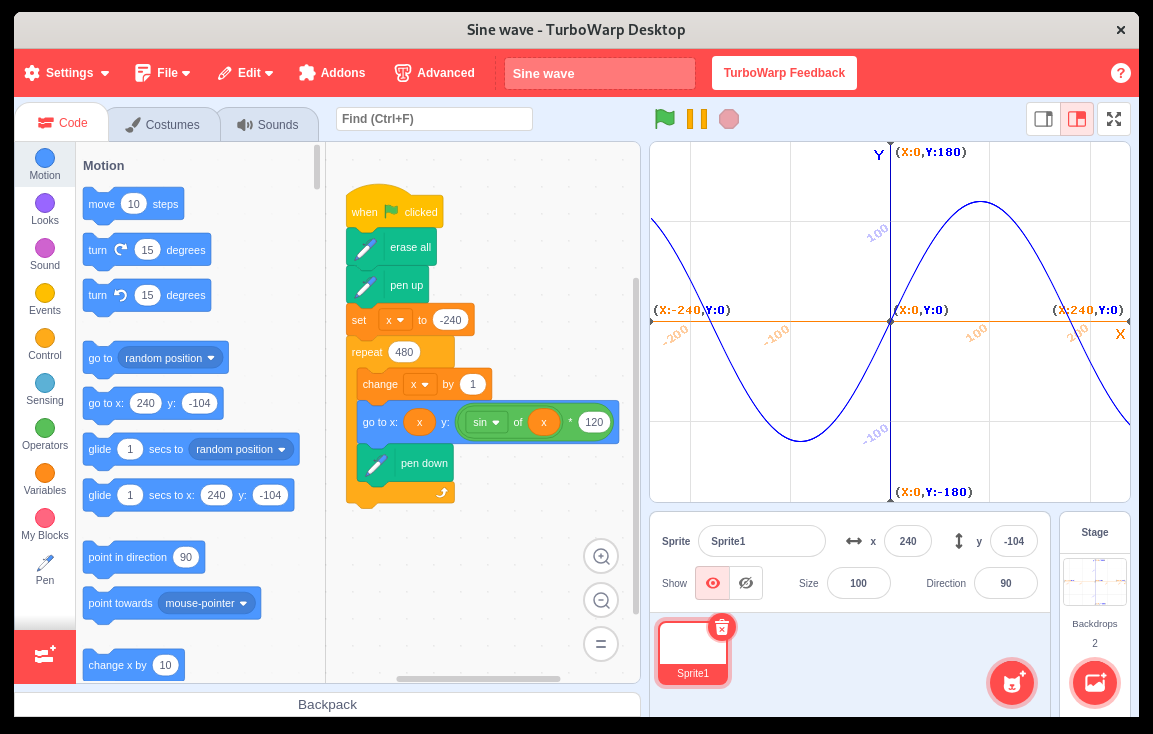 Sine wave - TurboWarp Desktop
×
Settings File Edit Addons Advanced Sine wave TurboWarp Feedback ?
Code Costumes Sounds Find (Ctrl+F)
Motion
Looks
Sound
Events
Control
Sensing
Operators
Variables
My Blocks
Pen
Motion
move 10 steps
turn 15 degrees
turn 15 degrees
go to random position
go to x: 240 y: -104
glide 1 secs to random position
glide 1 secs to x: 240 y: -104
point in direction 90
point towards mouse-pointer
change x by 10
when clicked
erase all
pen up
set x to -240
repeat 480
change x by 1
go to x: x y: sin of x * 120
pen down
Y (X:0,Y:180)
100
(X:-240,Y:0) (X:0,Y:0) (X:240,Y:0)
-200 -100 100 200 X
-100
(X:0,Y:-180)
Sprite Sprite1 x 240 y -104
Show Size 100 Direction 90
Sprite1
Stage
Backdrops
2
Backpack